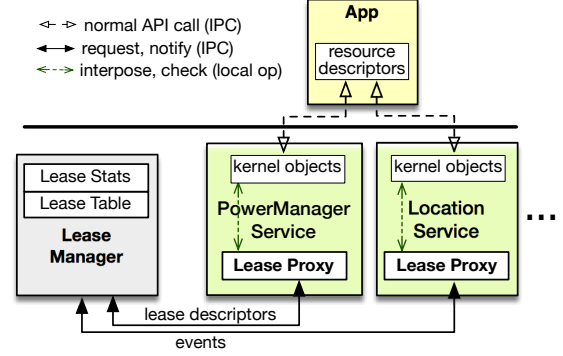 normal API call (IPC)
request, notify (IPC)
interpose, check (local op)
App
resource
descriptors
Lease Stats
Lease Table
Lease
Manager
kernel objects
PowerManager
Service
Lease Proxy
kernel objects
Location
Service
Lease Proxy
...
lease descriptors
events